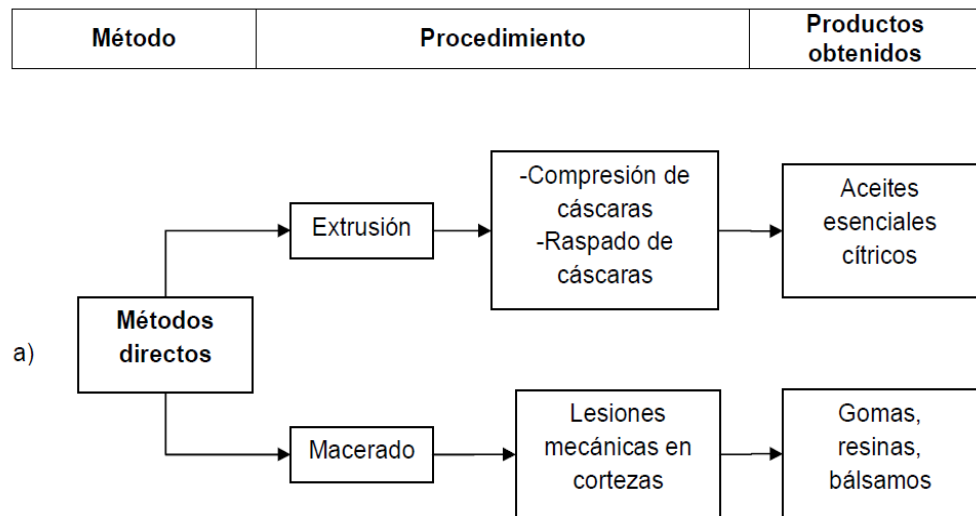 Método
Procedimiento
Productos
obtenidos
Extrusión
-Compresión de
cáscaras
-Raspado de
cáscaras
Aceites
esenciales
cítricos
a)
Métodos
directos
Macerado
Lesiones
mecánicas en
cortezas
Gomas,
resinas,
bálsamos